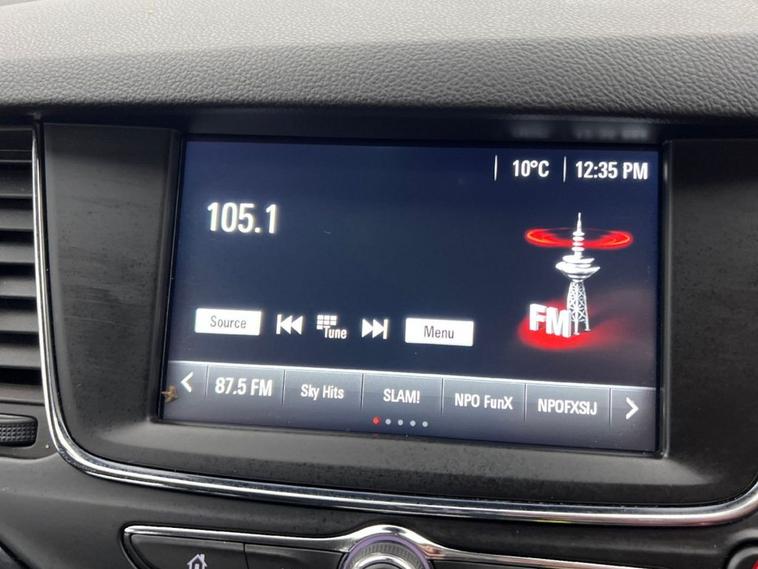 10°C 12:35 PM
105.1
FM
Source Tune Menu
87.5 FM Sky Hits SLAM! NPO FunX NPOFXSIJ